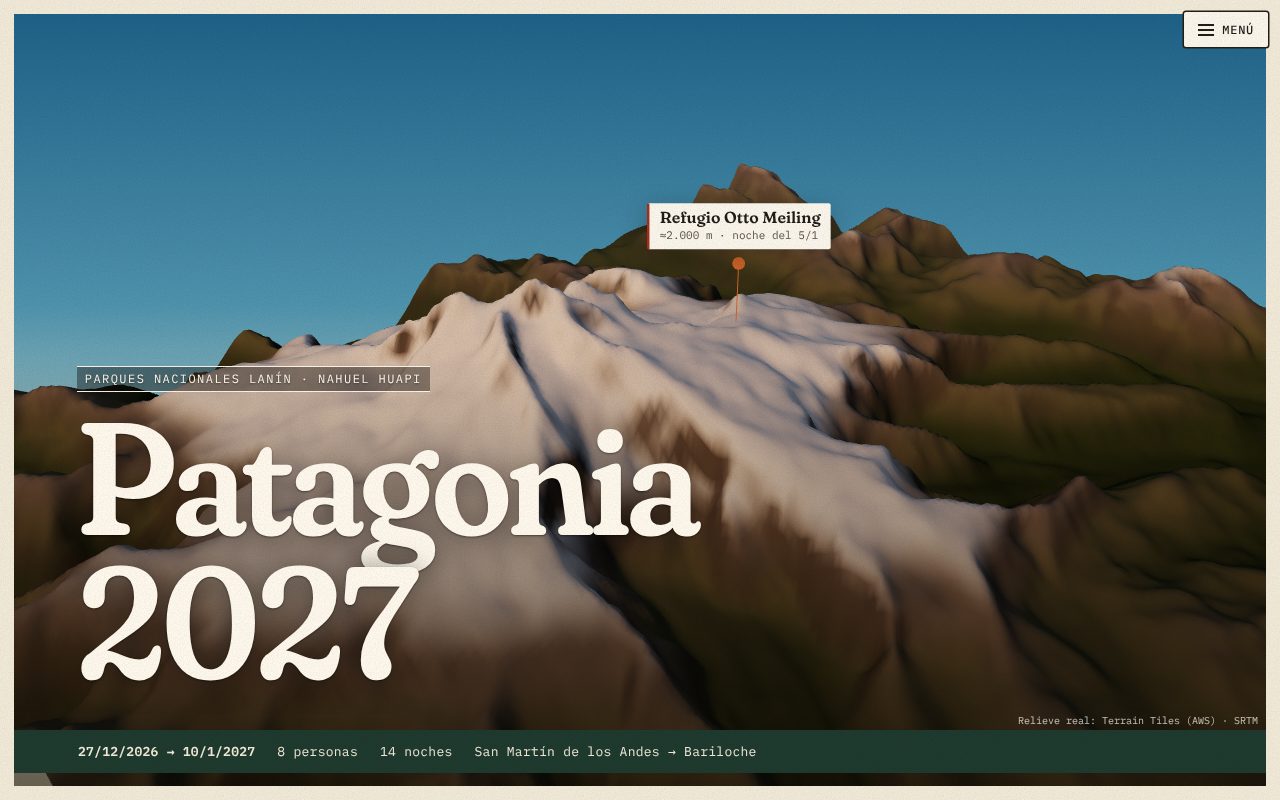 MENÚ
Refugio Otto Meiling
≈2.000 m · noche del 5/1
PARQUES NACIONALES LANÍN · NAHUEL HUAPI
Patagonia
2027
Relieve real: Terrain Tiles (AWS) · SRTM
27/12/2026 → 10/1/2027 8 personas 14 noches San Martín de los Andes → Bariloche